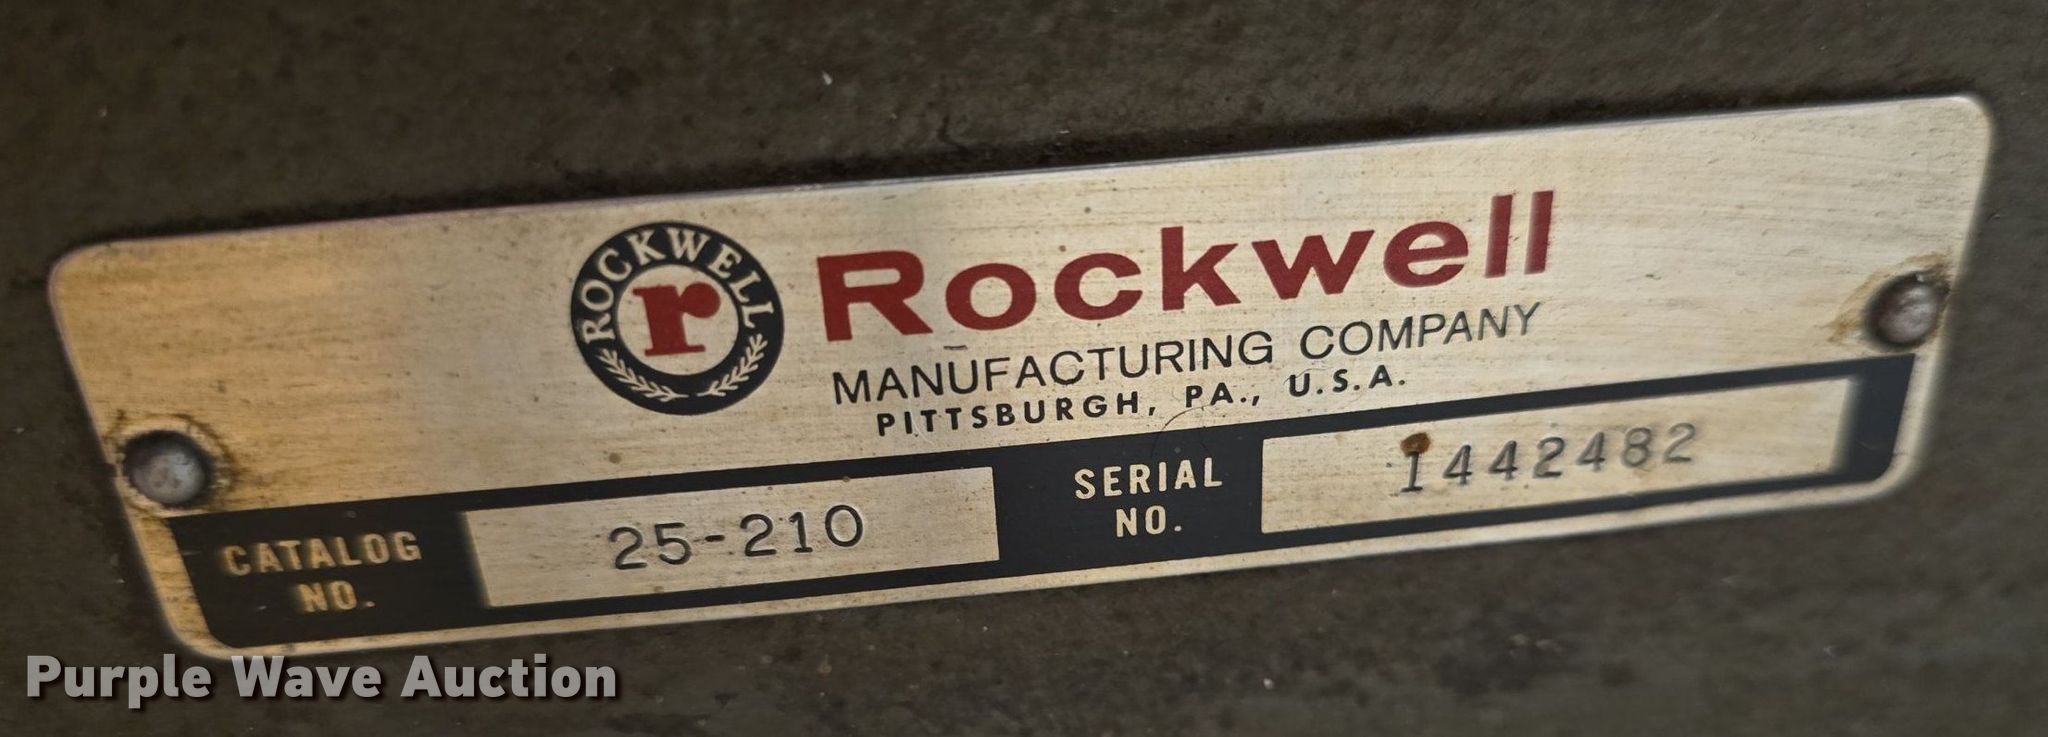 ROCKWELL
r
Rockwell
MANUFACTURING COMPANY
PITTSBURGH, PA., U.S.A.
CATALOG
NO.
25-210
SERIAL
NO.
1442482
Purple Wave Auction